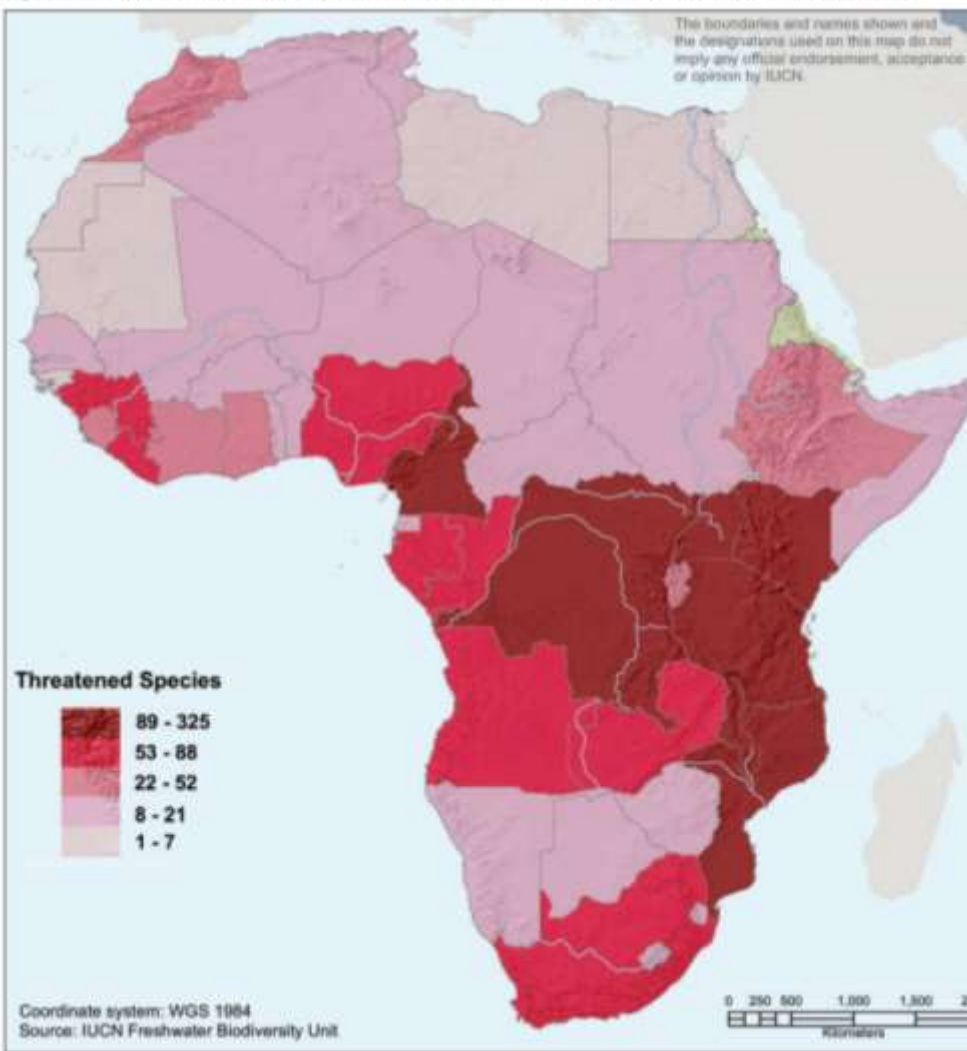 The boundaries and names shown and
the designations used on this map do not
imply any official endorsement, acceptance
or opinion by IUCN.
Threatened Species
89 - 325
53 - 88
22 - 52
8 - 21
1 - 7
Coordinate system: WGS 1984
Source: IUCN Freshwater Biodiversity Unit
0 250 500 1,000 1,500
Kilometers